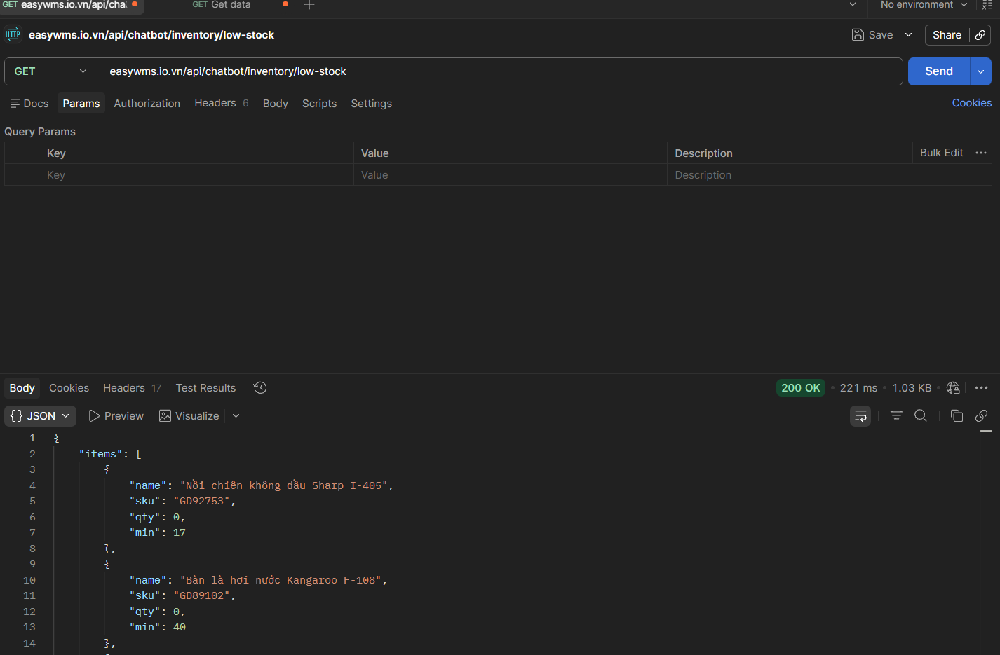 GET easywms.io.vn/api/cha GET Get data No environment
HTTP easywms.io.vn/api/chatbot/inventory/low-stock Save Share
GET easywms.io.vn/api/chatbot/inventory/low-stock Send
Docs Params Authorization Headers 6 Body Scripts Settings Cookies
Query Params
Key Value Description Bulk Edit
Key Value Description
Body Cookies Headers 17 Test Results 200 OK 221 ms 1.03 KB
{} JSON Preview Visualize
1 {
2 "items": [
3 {
4 "name": "Nồi chiên không dầu Sharp I-405",
5 "sku": "GD92753",
6 "qty": 0,
7 "min": 17
8 },
9 {
10 "name": "Bàn là hơi nước Kangaroo F-108",
11 "sku": "GD89102",
12 "qty": 0,
13 "min": 40
14 },